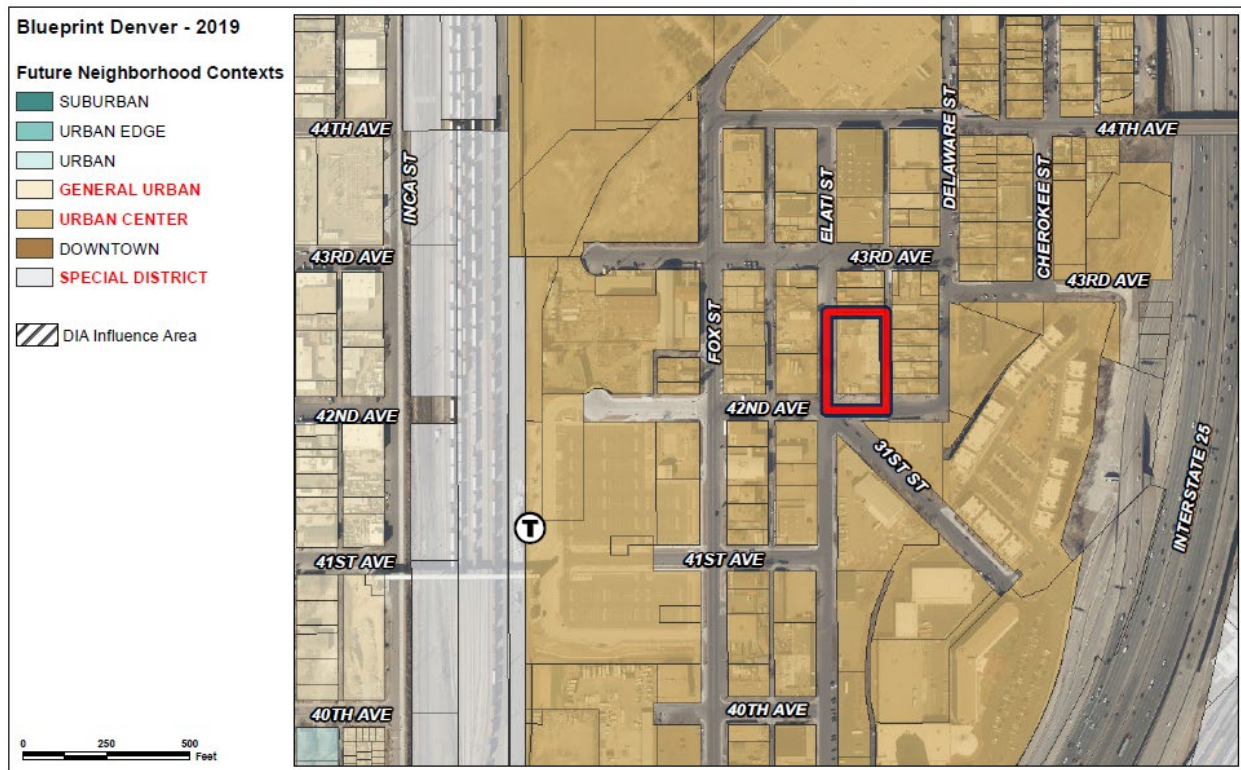 Blueprint Denver - 2019
Future Neighborhood Contexts
SUBURBAN
URBAN EDGE
URBAN
GENERAL URBAN
URBAN CENTER
DOWNTOWN
SPECIAL DISTRICT
DIA Influence Area
0 250 500
Feet
44TH AVE
44TH AVE
INCA ST
ELATI ST
DELAWARE ST
CHEROKEE ST
43RD AVE
43RD AVE
43RD AVE
FOX ST
42ND AVE
42ND AVE
31ST ST
INTERSTATE 25
T
41ST AVE
41ST AVE
40TH AVE
40TH AVE